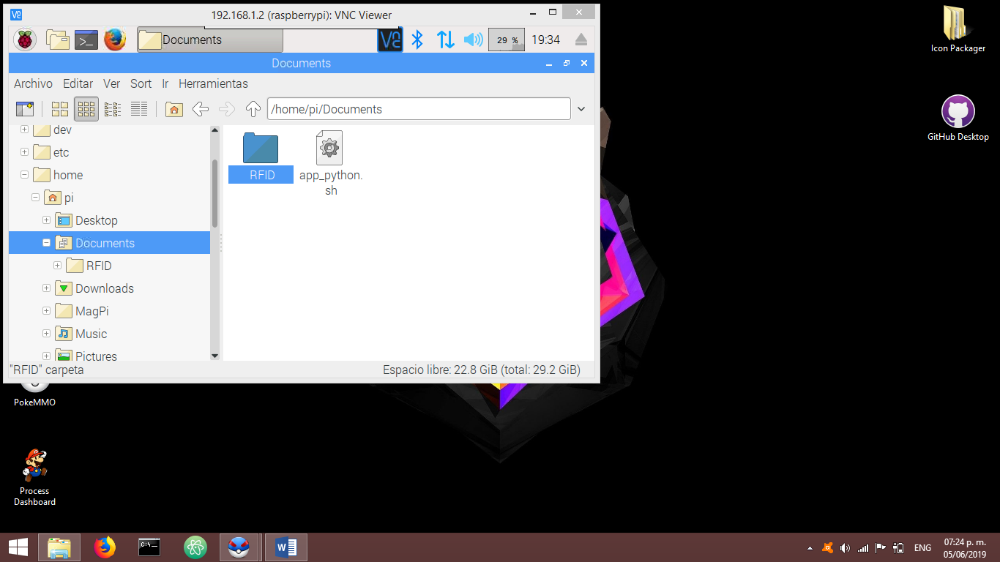 192.168.1.2 (raspberrypi): VNC Viewer
Documents
29 %
19:34
Documents
Archivo Editar Ver Sort Ir Herramientas
/home/pi/Documents
dev
etc
home
pi
Desktop
Documents
RFID
Downloads
MagPi
Music
Pictures
RFID
app_python.
sh
"RFID" carpeta
Espacio libre: 22.8 GiB (total: 29.2 GiB)
Icon Packager
GitHub Desktop
PokeMMO
Process
Dashboard
ENG
07:24 p. m.
05/06/2019